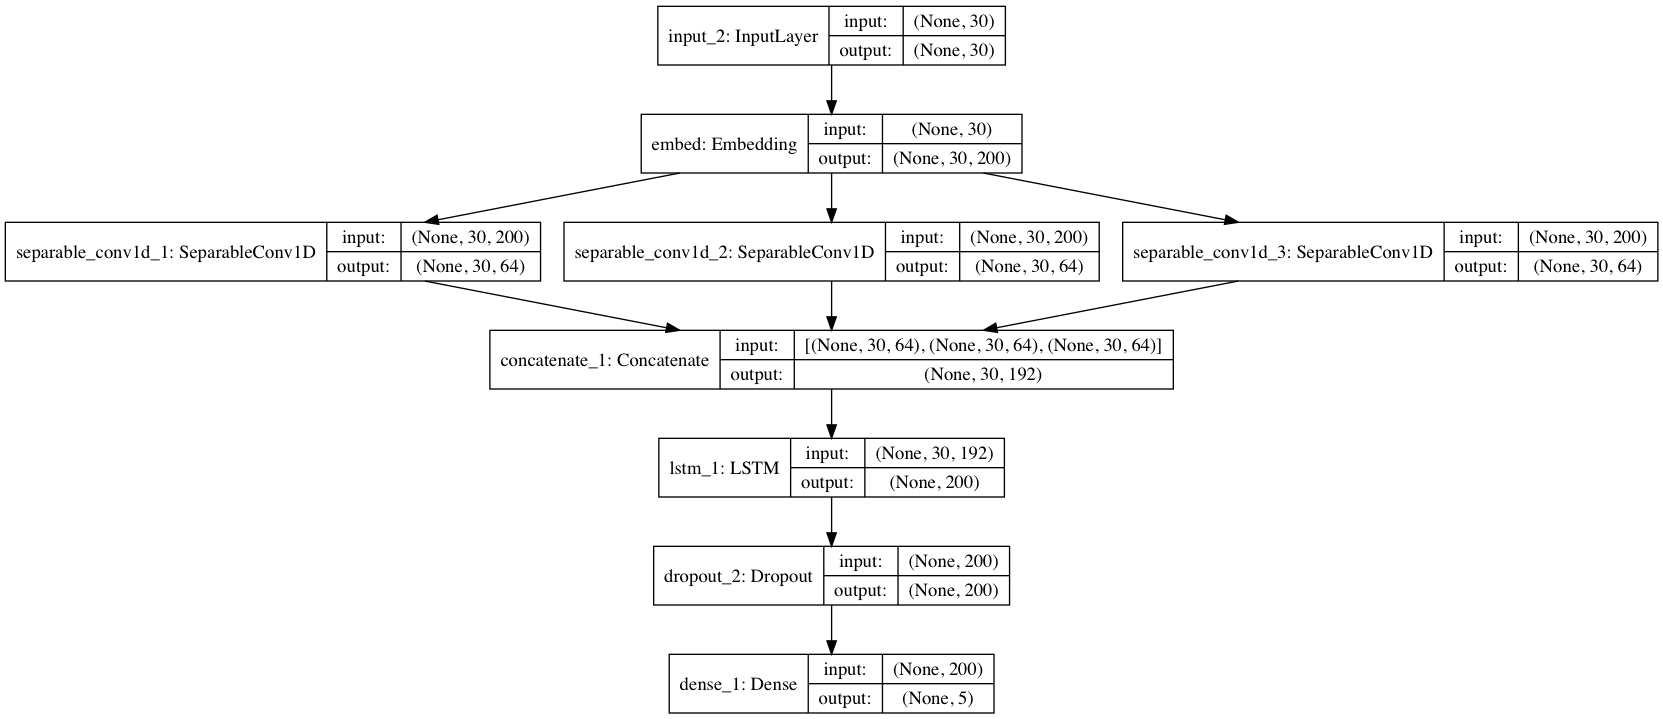 input_2: InputLayer
input: (None, 30)
output: (None, 30)
embed: Embedding
input: (None, 30)
output: (None, 30, 200)
separable_conv1d_1: SeparableConv1D
input: (None, 30, 200)
output: (None, 30, 64)
separable_conv1d_2: SeparableConv1D
input: (None, 30, 200)
output: (None, 30, 64)
separable_conv1d_3: SeparableConv1D
input: (None, 30, 200)
output: (None, 30, 64)
concatenate_1: Concatenate
input: [(None, 30, 64), (None, 30, 64), (None, 30, 64)]
output: (None, 30, 192)
lstm_1: LSTM
input: (None, 30, 192)
output: (None, 200)
dropout_2: Dropout
input: (None, 200)
output: (None, 200)
dense_1: Dense
input: (None, 200)
output: (None, 5)